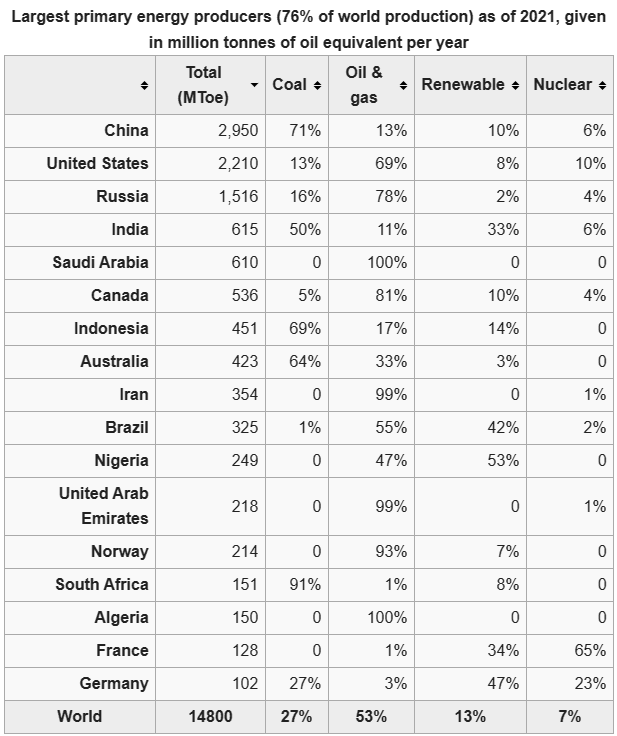 Largest primary energy producers (76% of world production) as of 2021, given
in million tonnes of oil equivalent per year
Total (MToe) Coal Oil & gas Renewable Nuclear
China 2,950 71% 13% 10% 6%
United States 2,210 13% 69% 8% 10%
Russia 1,516 16% 78% 2% 4%
India 615 50% 11% 33% 6%
Saudi Arabia 610 0 100% 0 0
Canada 536 5% 81% 10% 4%
Indonesia 451 69% 17% 14% 0
Australia 423 64% 33% 3% 0
Iran 354 0 99% 0 1%
Brazil 325 1% 55% 42% 2%
Nigeria 249 0 47% 53% 0
United Arab Emirates 218 0 99% 0 1%
Norway 214 0 93% 7% 0
South Africa 151 91% 1% 8% 0
Algeria 150 0 100% 0 0
France 128 0 1% 34% 65%
Germany 102 27% 3% 47% 23%
World 14800 27% 53% 13% 7%